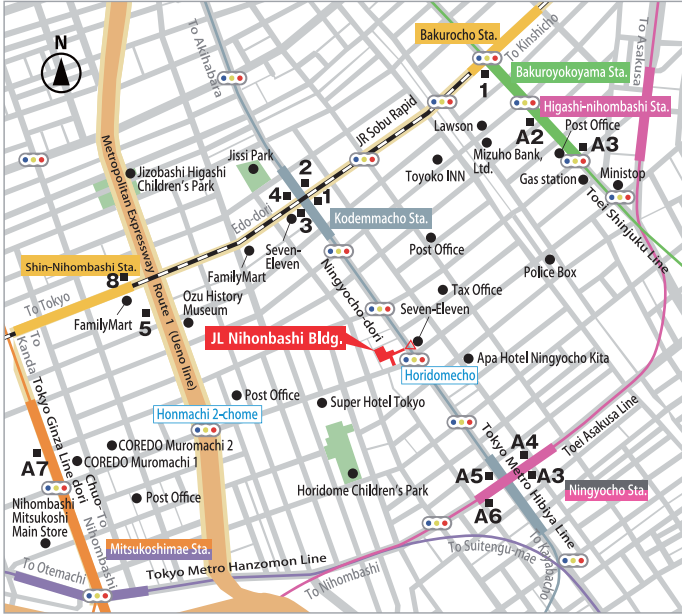 N
To Akihabara
Bakurocho Sta.
To Kinshicho
To Asakusa
Bakuroyokoyama Sta.
Higashi-nihombashi Sta.
1
JR Sobu Rapid
Lawson
A2
Post Office
A3
Mizuho Bank,
Ltd.
Toyoko INN
Gas station
Ministop
Toei Shinjuku Line
Metropolitan Expressway
Route 1 (Ueno line)
Jizobashi Higashi
Children's Park
Jissi Park
2
4
1
3
Edo-dori
Kodemmacho Sta.
Seven-
Eleven
FamilyMart
Ningyocho-dori
Post Office
Police Box
Shin-Nihombashi Sta.
8
To Tokyo
FamilyMart
5
Ozu History
Museum
Tax Office
Seven-Eleven
JL Nihonbashi Bldg.
Apa Hotel Ningyocho Kita
Horidomecho
To
Kanda
Tokyo Ginza Line
Chuo-dori
To
Nihombashi
Post Office
Super Hotel Tokyo
Honmachi 2-chome
Toei Asakusa Line
Tokyo Metro Hibiya Line
COREDO Muromachi 2
COREDO Muromachi 1
A7
A4
A5
A3
A6
Ningyocho Sta.
Horidome Children's Park
Post Office
Nihombashi
Mitsukoshi
Main Store
Mitsukoshimae Sta.
To Otemachi
Tokyo Metro Hanzomon Line
To Nihombashi
To Suitengu-mae
To Kayabacho